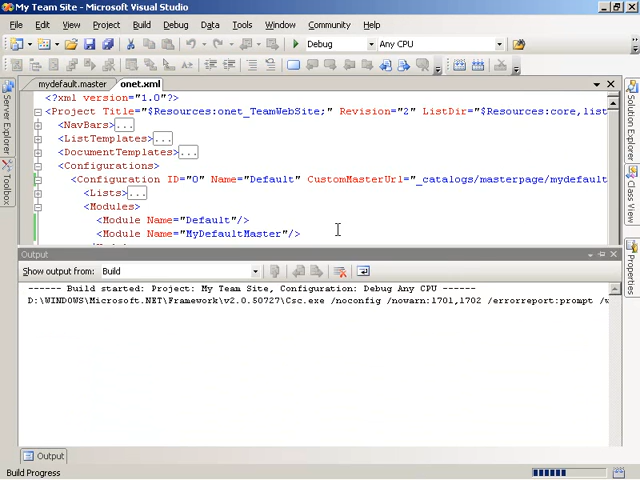 My Team Site - Microsoft Visual Studio
File Edit View Project Build Debug Data Tools Window Community Help
Debug Any CPU
mydefault.master onet.xml
<?xml version="1.0"?>
<Project Title="$Resources:onet_TeamWebSite;" Revision="2" ListDir="$Resources:core,list
<NavBars>...
<ListTemplates>...
<DocumentTemplates>...
<Configurations>
<Configuration ID="0" Name="Default" CustomMasterUrl="_catalogs/masterpage/mydefault
<Lists>...
<Modules>
<Module Name="Default"/>
<Module Name="MyDefaultMaster"/>
Server Explorer
Toolbox
Solution Explorer
Class View
Properties
Output
Show output from: Build
------ Build started: Project: My Team Site, Configuration: Debug Any CPU ------
D:\WINDOWS\Microsoft.NET\Framework\v2.0.50727\Csc.exe /noconfig /nowarn:1701,1702 /errorreport:prompt /w
Output
Build Progress